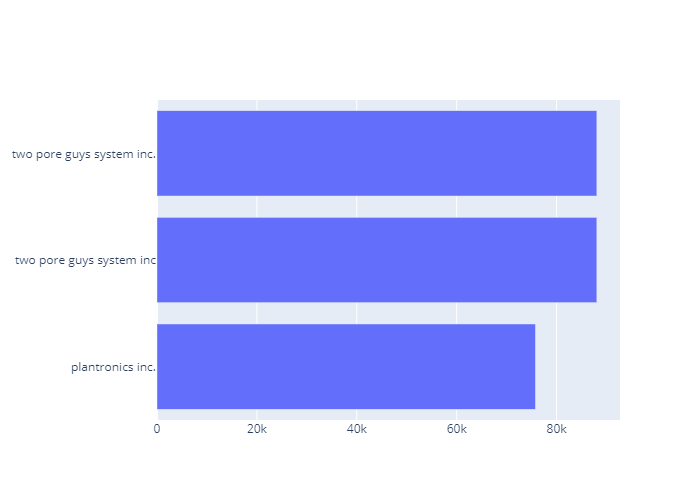 two pore guys system inc.
two pore guys system inc
plantronics inc.
0 20k 40k 60k 80k